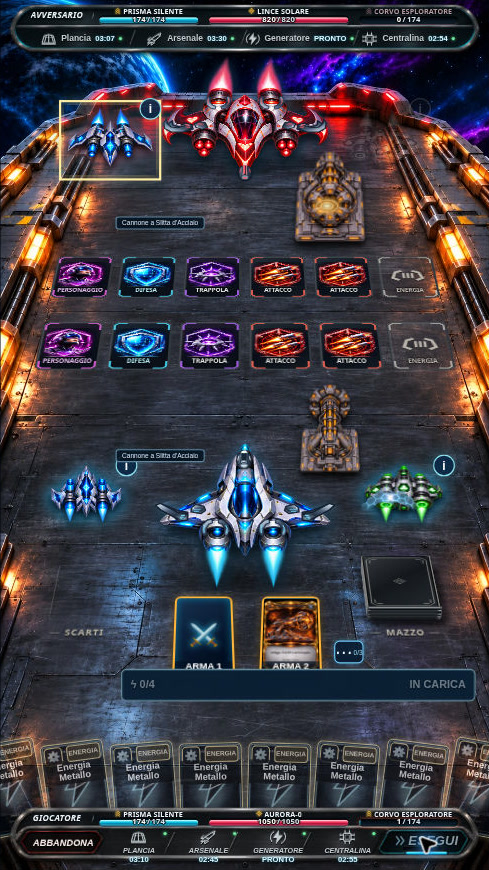 AVVERSARIO
PRISMA SILENTE
174/174
LINCE SOLARE
820/820
CORVO ESPLORATORE
0 / 174
Plancia 03:07
Arsenale 03:30
Generatore PRONTO
Centralina 02:54
i
Cannone a Slitta d'Acciaio
PERSONAGGIO
DIFESA
TRAPPOLA
ATTACCO
ATTACCO
ENERGIA
PERSONAGGIO
DIFESA
TRAPPOLA
ATTACCO
ATTACCO
ENERGIA
Cannone a Slitta d'Acciaio
i
i
SCARTI
MAZZO
ARMA 1
ARMA 2
0/3
0/4
IN CARICA
ENERGIA
Energia
Metallo
ENERGIA
Energia
Metallo
ENERGIA
Energia
Metallo
ENERGIA
Energia
Metallo
ENERGIA
Energia
Metallo
ENERGIA
Energia
Metallo
ENERGIA
Energia
Metallo
GIOCATORE
PRISMA SILENTE
174/174
AURORA-0
1050/1050
CORVO ESPLORATORE
1 / 174
ABBANDONA
PLANCIA
03:10
ARSENALE
02:45
GENERATORE
PRONTO
CENTRALINA
02:55
ESEGUI